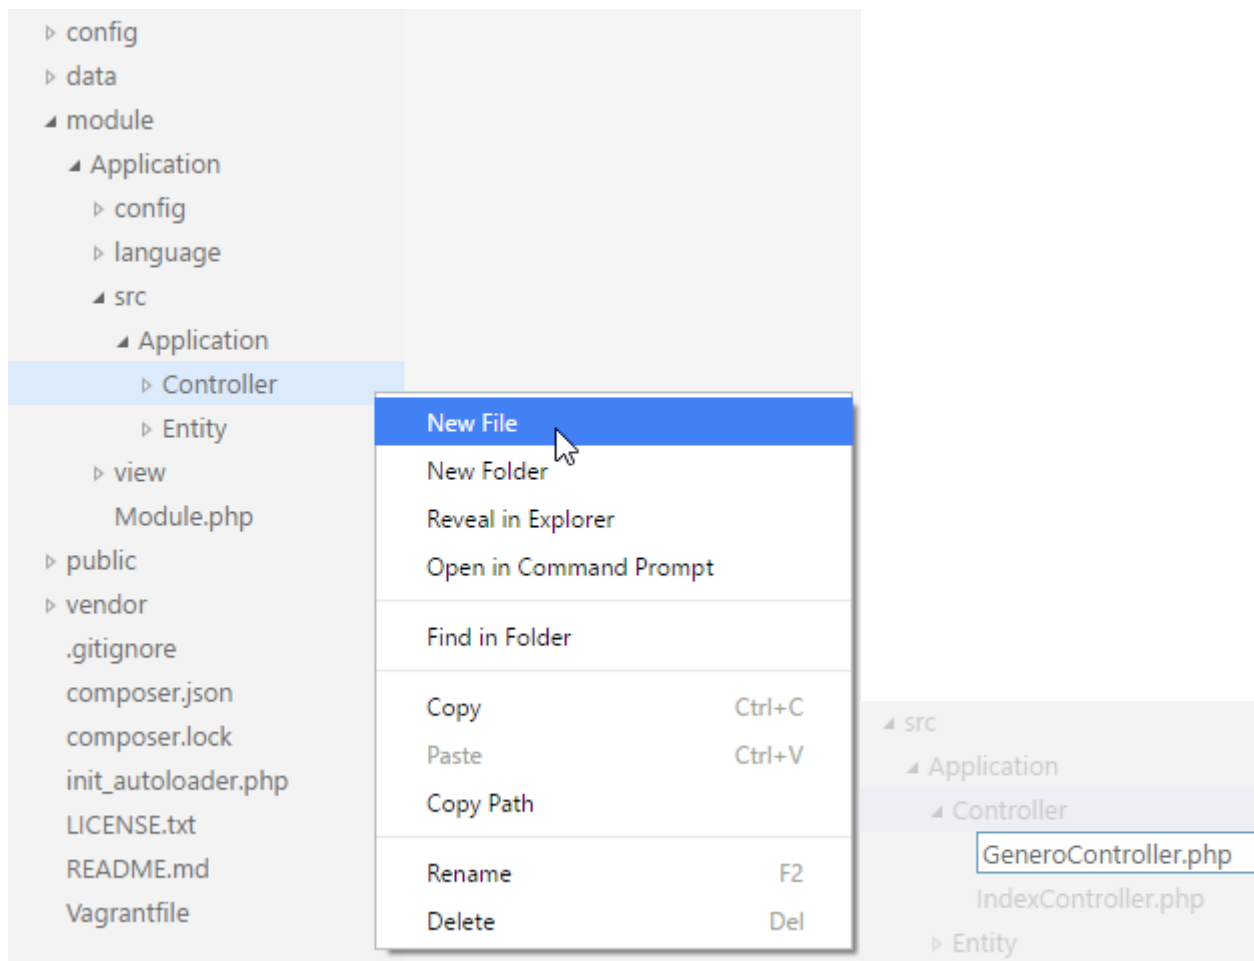 config
data
module
Application
config
language
src
Application
Controller
Entity
view
Module.php
public
vendor
.gitignore
composer.json
composer.lock
init_autoloader.php
LICENSE.txt
README.md
Vagrantfile
New File
New Folder
Reveal in Explorer
Open in Command Prompt
Find in Folder
Copy Ctrl+C
Paste Ctrl+V
Copy Path
Rename F2
Delete Del
src
Application
Controller
GeneroController.php
IndexController.php
Entity